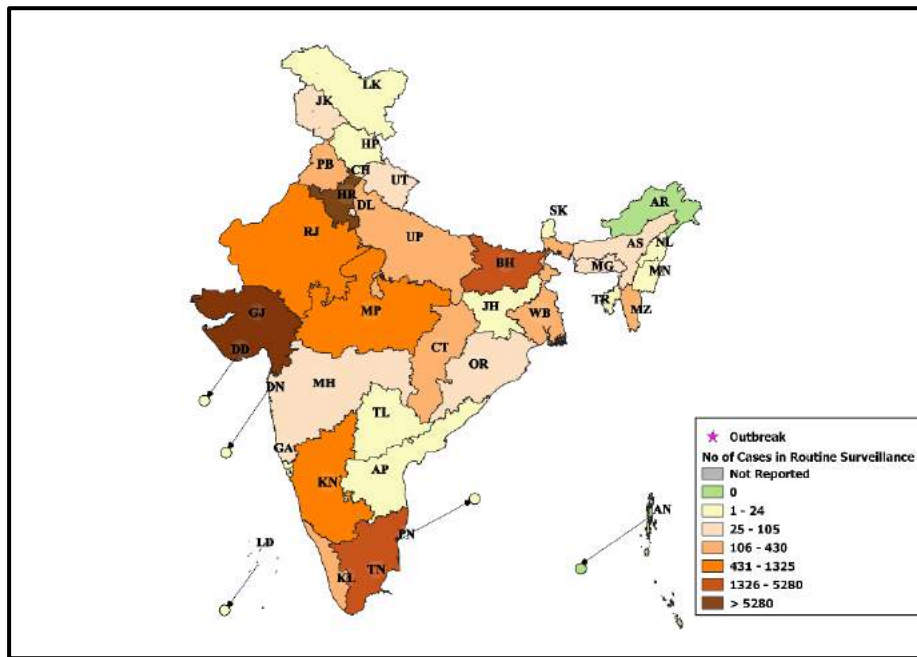 LK
JK
HP
PB
CH
UT
HR
DL
SK
AR
RJ
UP
AS
NL
BH
MG
MN
TR
JH
MZ
GJ
MP
WB
CT
DD
OR
DN
MH
TL
GA
AP
KN
AN
PN
LD
TN
KL
Outbreak
No of Cases in Routine Surveillance
Not Reported
0
1 - 24
25 - 105
106 - 430
431 - 1325
1326 - 5280
> 5280